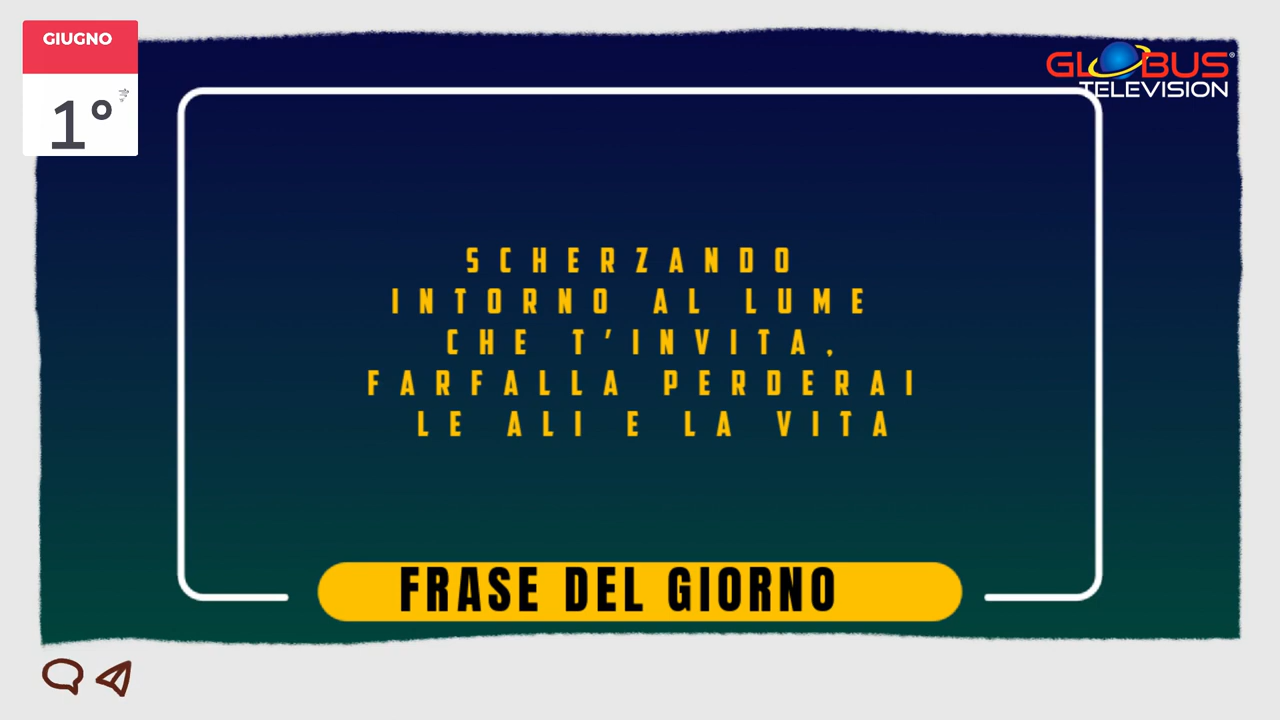 GIUGNO
1°
GLOBUS®
TELEVISION
SCHERZANDO
INTORNO AL LUME
CHE T'INVITA,
FARFALLA PERDERAI
LE ALI E LA VITA
FRASE DEL GIORNO